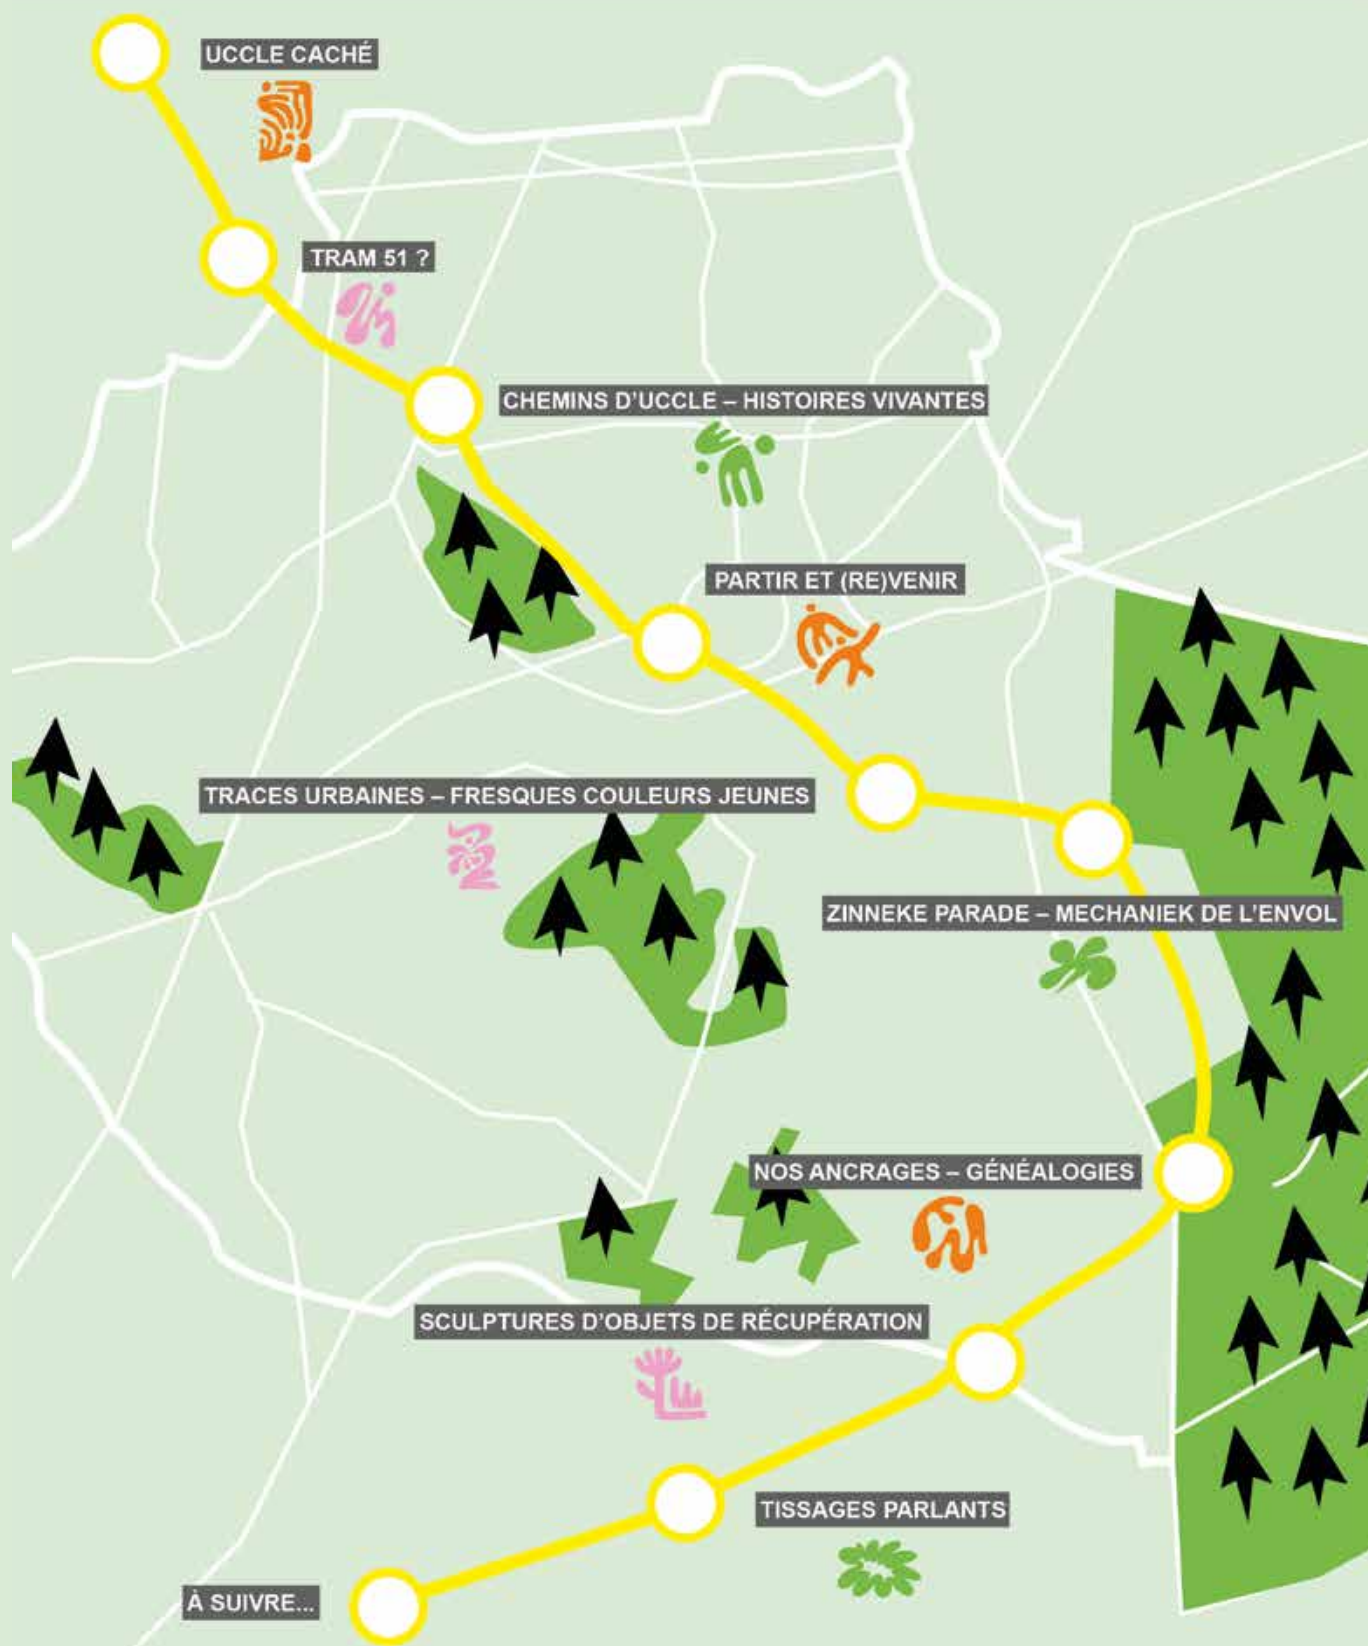 UCCLE CACHÉ
TRAM 51 ?
CHEMINS D'UCCLE – HISTOIRES VIVANTES
PARTIR ET (RE)VENIR
TRACES URBAINES – FRESQUES COULEURS JEUNES
ZINNEKE PARADE – MECHANIEK DE L'ENVOL
NOS ANCRAGES – GÉNÉALOGIES
SCULPTURES D'OBJETS DE RÉCUPÉRATION
TISSAGES PARLANTS
À SUIVRE...